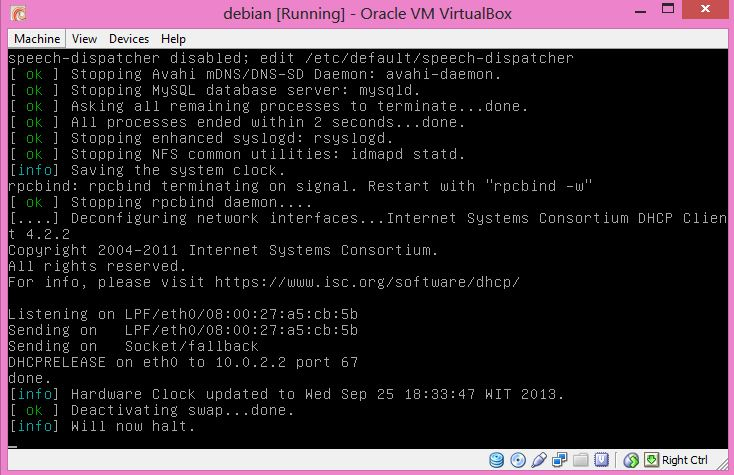 debian [Running] - Oracle VM VirtualBox
Machine View Devices Help
speech-dispatcher disabled; edit /etc/default/speech-dispatcher
[ ok ] Stopping Avahi mDNS/DNS-SD Daemon: avahi-daemon.
[ ok ] Stopping MySQL database server: mysqld.
[ ok ] Asking all remaining processes to terminate...done.
[ ok ] All processes ended within 2 seconds...done.
[ ok ] Stopping enhanced syslogd: rsyslogd.
[ ok ] Stopping NFS common utilities: idmapd statd.
[info] Saving the system clock.
rpcbind: rpcbind terminating on signal. Restart with "rpcbind -w"
[ ok ] Stopping rpcbind daemon....
[....] Deconfiguring network interfaces...Internet Systems Consortium DHCP Clien
t 4.2.2
Copyright 2004-2011 Internet Systems Consortium.
All rights reserved.
For info, please visit https://www.isc.org/software/dhcp/
Listening on LPF/eth0/08:00:27:a5:cb:5b
Sending on   LPF/eth0/08:00:27:a5:cb:5b
Sending on   Socket/fallback
DHCPRELEASE on eth0 to 10.0.2.2 port 67
done.
[info] Hardware Clock updated to Wed Sep 25 18:33:47 WIT 2013.
[ ok ] Deactivating swap...done.
[info] Will now halt.
Right Ctrl